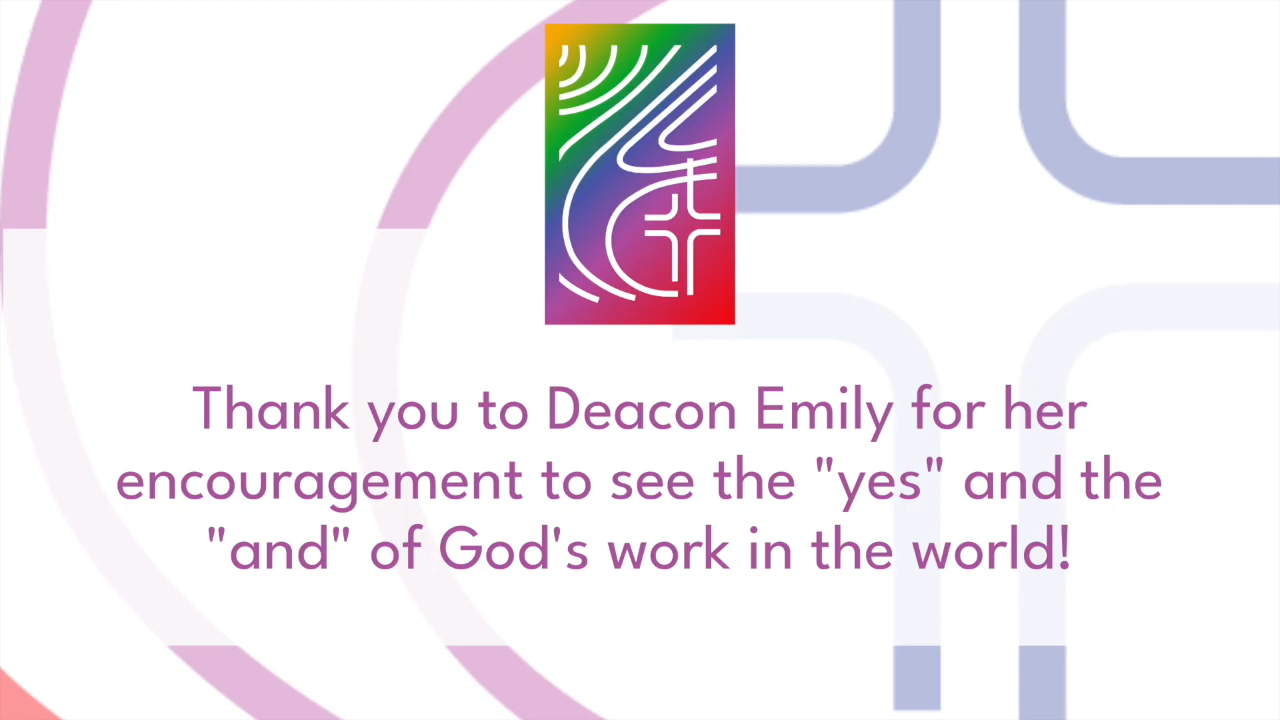 Thank you to Deacon Emily for her
encouragement to see the "yes" and the
"and" of God's work in the world!